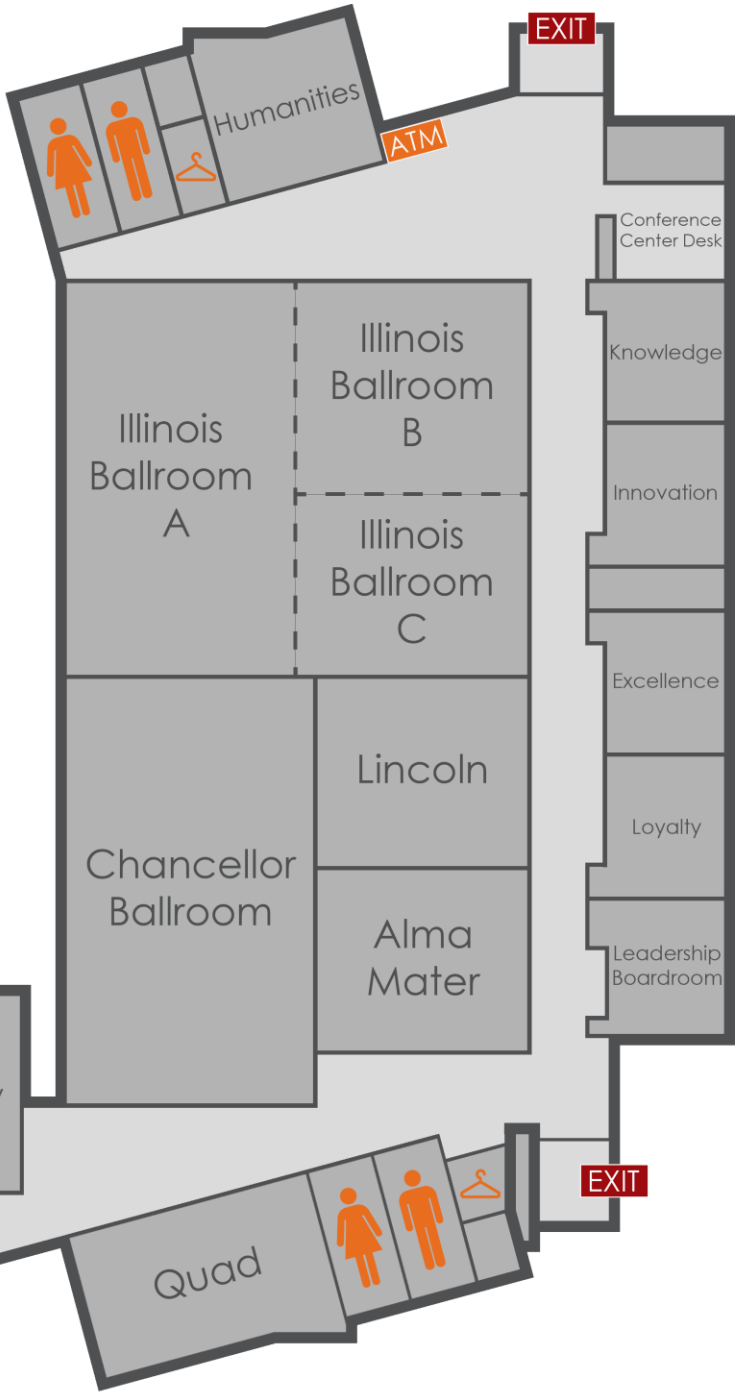 EXIT
Humanities
ATM
Conference
Center Desk
Illinois
Ballroom
A
Illinois
Ballroom
B
Knowledge
Innovation
Illinois
Ballroom
C
Excellence
Lincoln
Loyalty
Chancellor
Ballroom
Alma
Mater
Leadership
Boardroom
EXIT
Quad